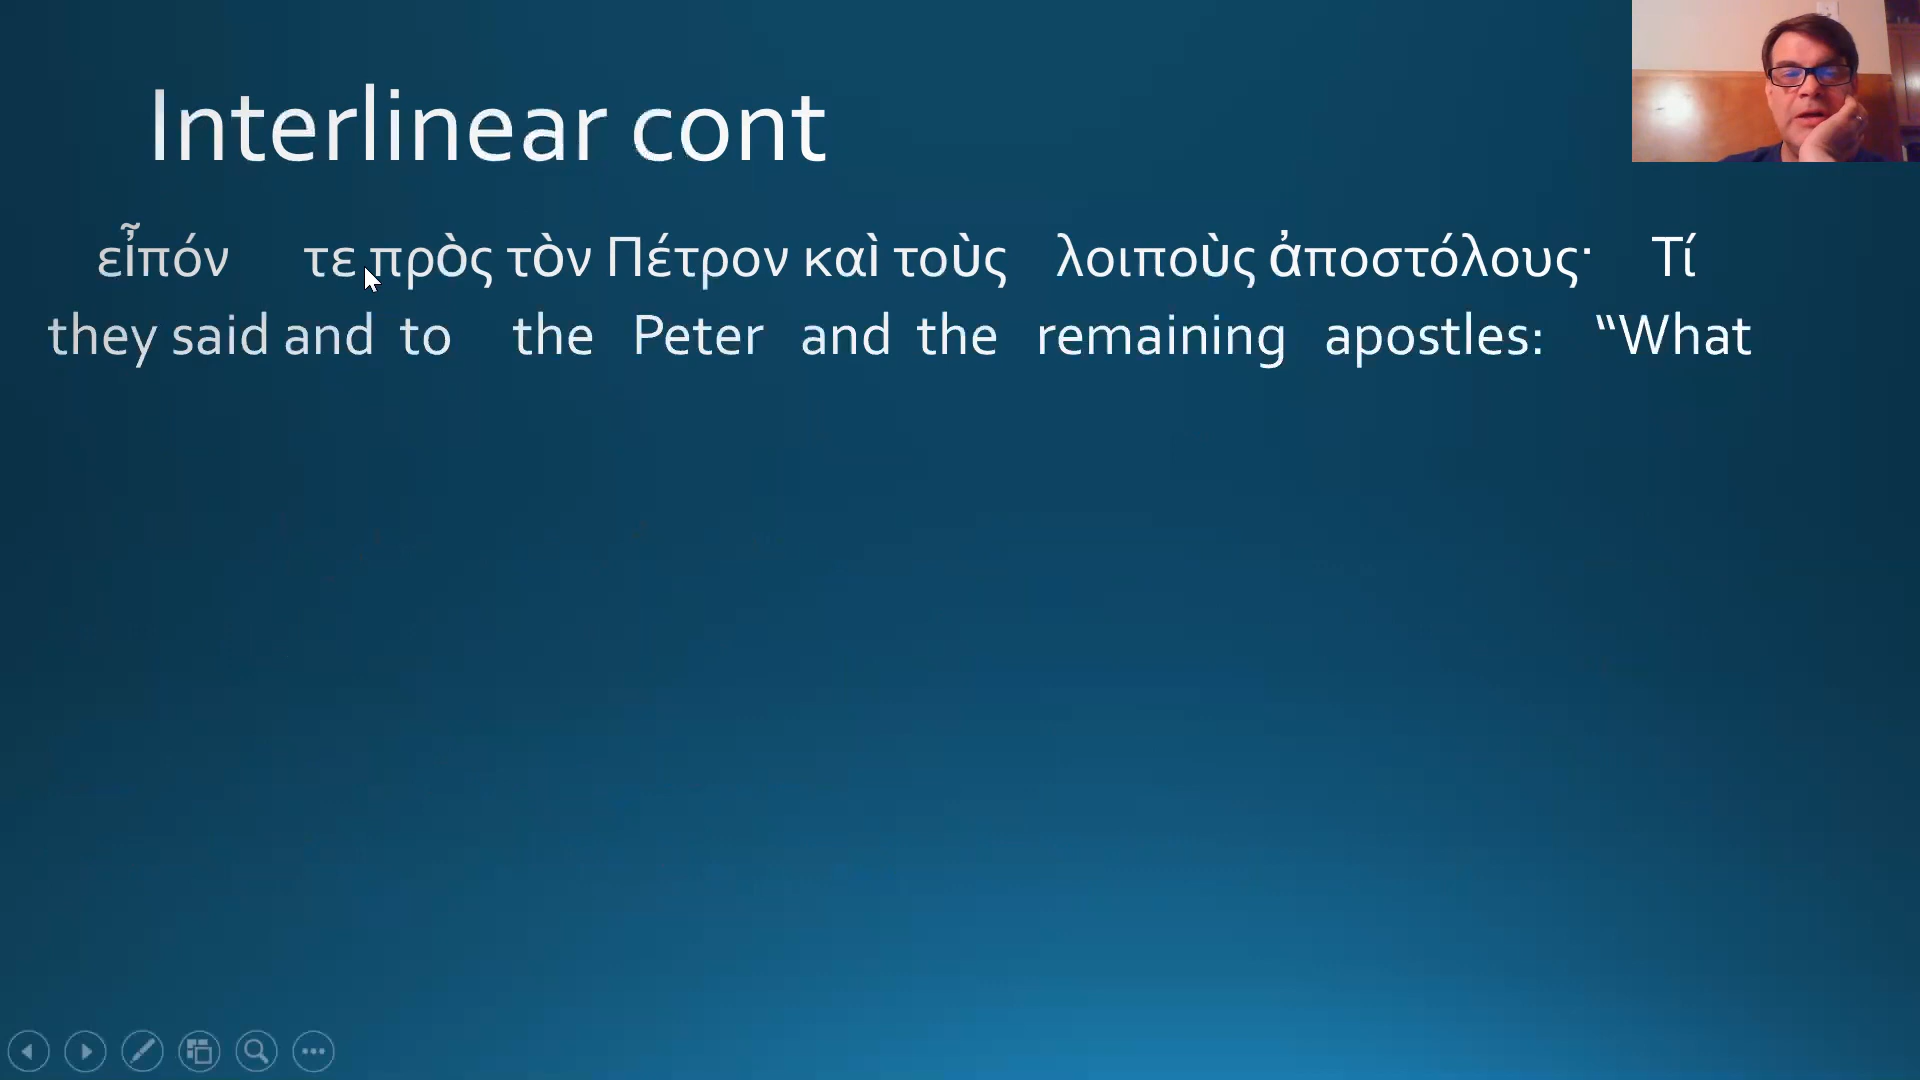 Interlinear cont
εἶπόν τε πρὸς τὸν Πέτρον καὶ τοὺς λοιποὺς ἀποστόλους· Τί
they said and to the Peter and the remaining apostles: “What